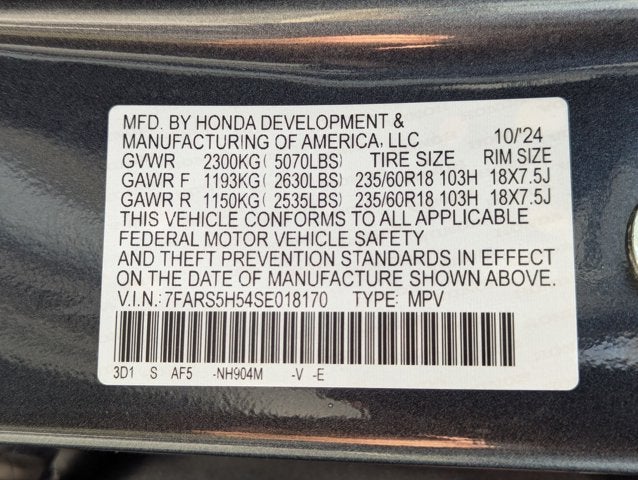 MFD. BY HONDA DEVELOPMENT &
MANUFACTURING OF AMERICA, LLC 10/'24
GVWR 2300KG( 5070LBS) TIRE SIZE RIM SIZE
GAWR F 1193KG( 2630LBS) 235/60R18 103H 18X7.5J
GAWR R 1150KG( 2535LBS) 235/60R18 103H 18X7.5J
THIS VEHICLE CONFORMS TO ALL APPLICABLE
FEDERAL MOTOR VEHICLE SAFETY
AND THEFT PREVENTION STANDARDS IN EFFECT
ON THE DATE OF MANUFACTURE SHOWN ABOVE.
V.I.N.: 7FARS5H54SE018170 TYPE: MPV
3D1 S AF5 -NH904M -V -E